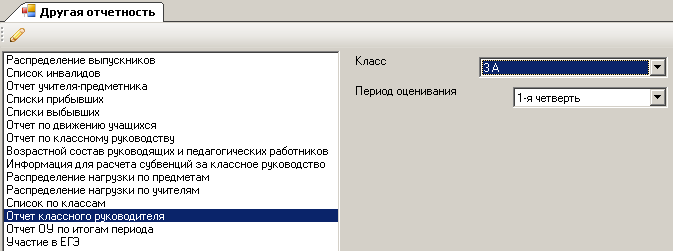 Другая отчетность
Распределение выпускников
Список инвалидов
Отчет учителя-предметника
Списки прибывших
Списки выбывших
Отчет по движению учащихся
Отчет по классному руководству
Возрастной состав руководящих и педагогических работников
Информация для расчета субвенций за классное руководство
Распределение нагрузки по предметам
Распределение нагрузки по учителям
Список по классам
Отчет классного руководителя
Отчет ОУ по итогам периода
Участие в ЕГЭ
Класс
3 А
Период оценивания
1-я четверть